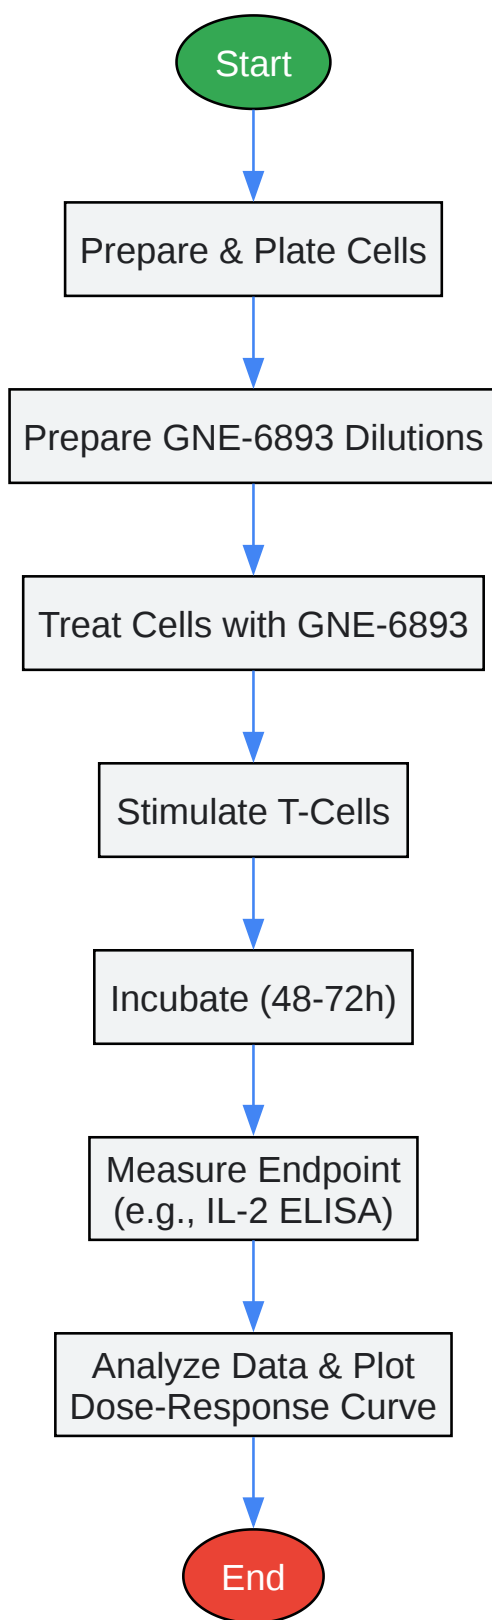 Start
Prepare & Plate Cells
Prepare GNE-6893 Dilutions
Treat Cells with GNE-6893
Stimulate T-Cells
Incubate (48-72h)
Measure Endpoint
(e.g., IL-2 ELISA)
Analyze Data & Plot
Dose-Response Curve
End